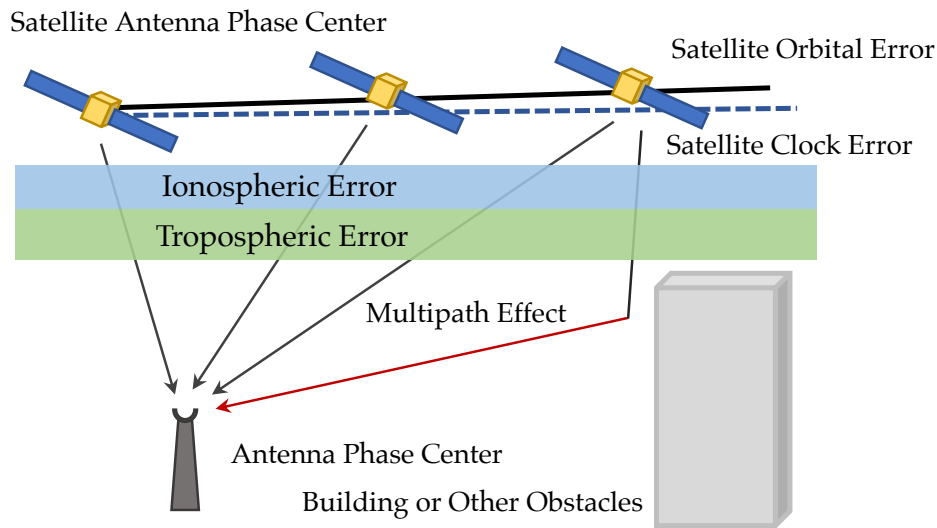 Satellite Antenna Phase Center
Satellite Orbital Error
Satellite Clock Error
Ionospheric Error
Tropospheric Error
Multipath Effect
Antenna Phase Center
Building or Other Obstacles